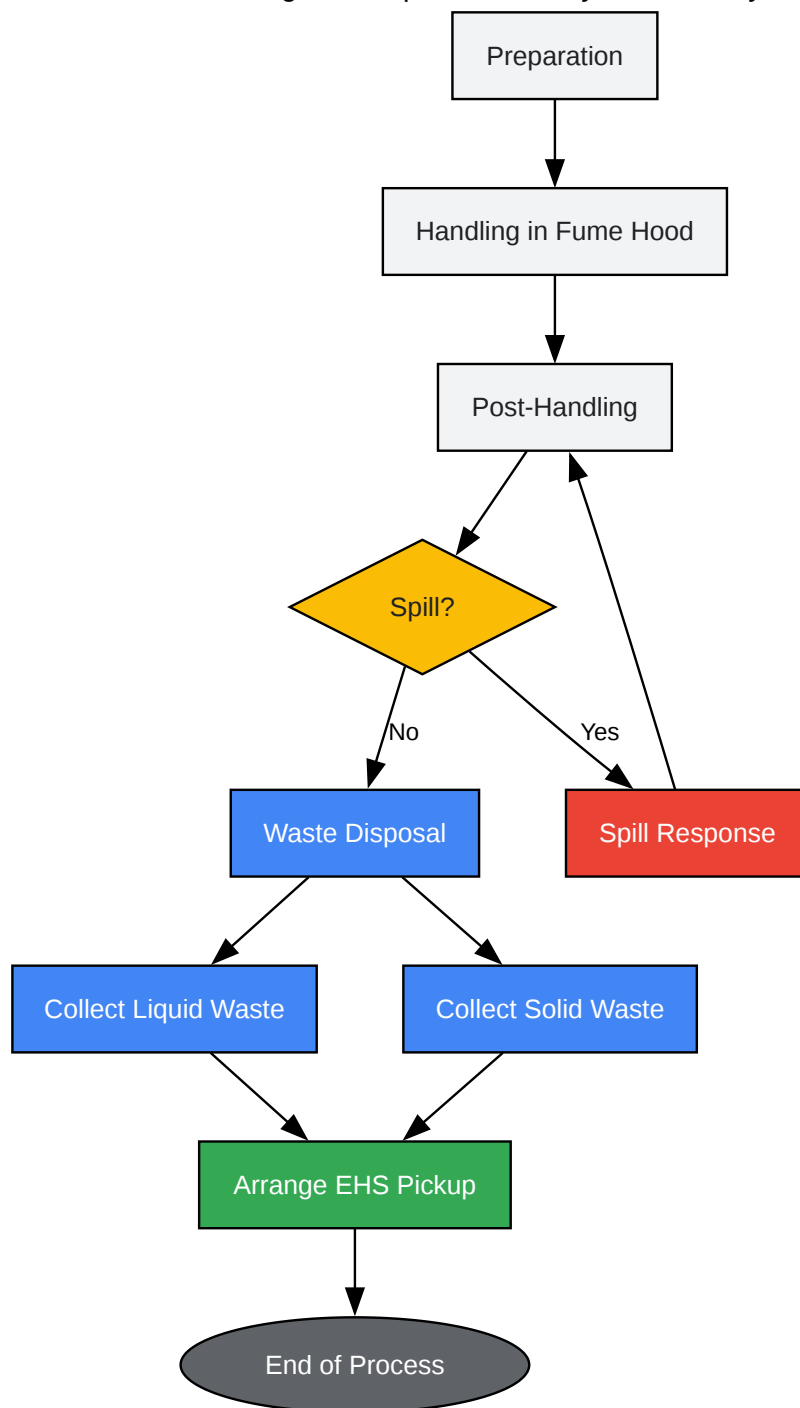 Preparation
Handling in Fume Hood
Post-Handling
Spill?
No
Yes
Waste Disposal
Spill Response
Collect Liquid Waste
Collect Solid Waste
Arrange EHS Pickup
End of Process